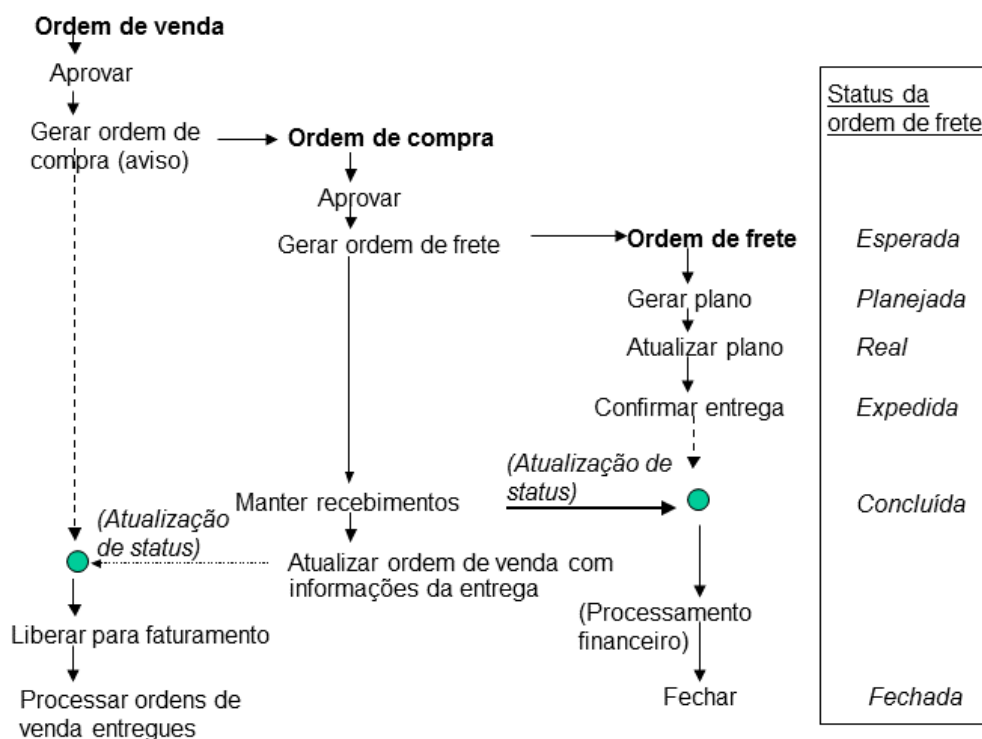 Ordem de venda
Aprovar
Gerar ordem de
compra (aviso)
Ordem de compra
Aprovar
Gerar ordem de frete
Ordem de frete
Gerar plano
Atualizar plano
Confirmar entrega
(Atualização de
status)
Manter recebimentos
(Atualização
de status)
Atualizar ordem de venda com
informações da entrega
Liberar para faturamento
Processar ordens de
venda entregues
(Processamento
financeiro)
Fechar
Status da
ordem de frete
Esperada
Planejada
Real
Expedida
Concluída
Fechada